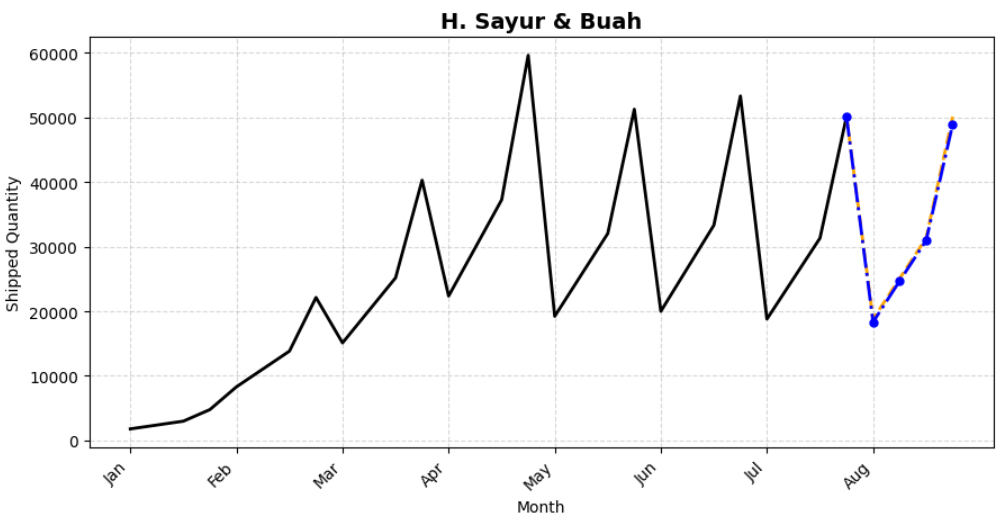 H. Sayur & Buah
Shipped Quantity
60000
50000
40000
30000
20000
10000
0
Jan
Feb
Mar
Apr
May
Jun
Jul
Aug
Month